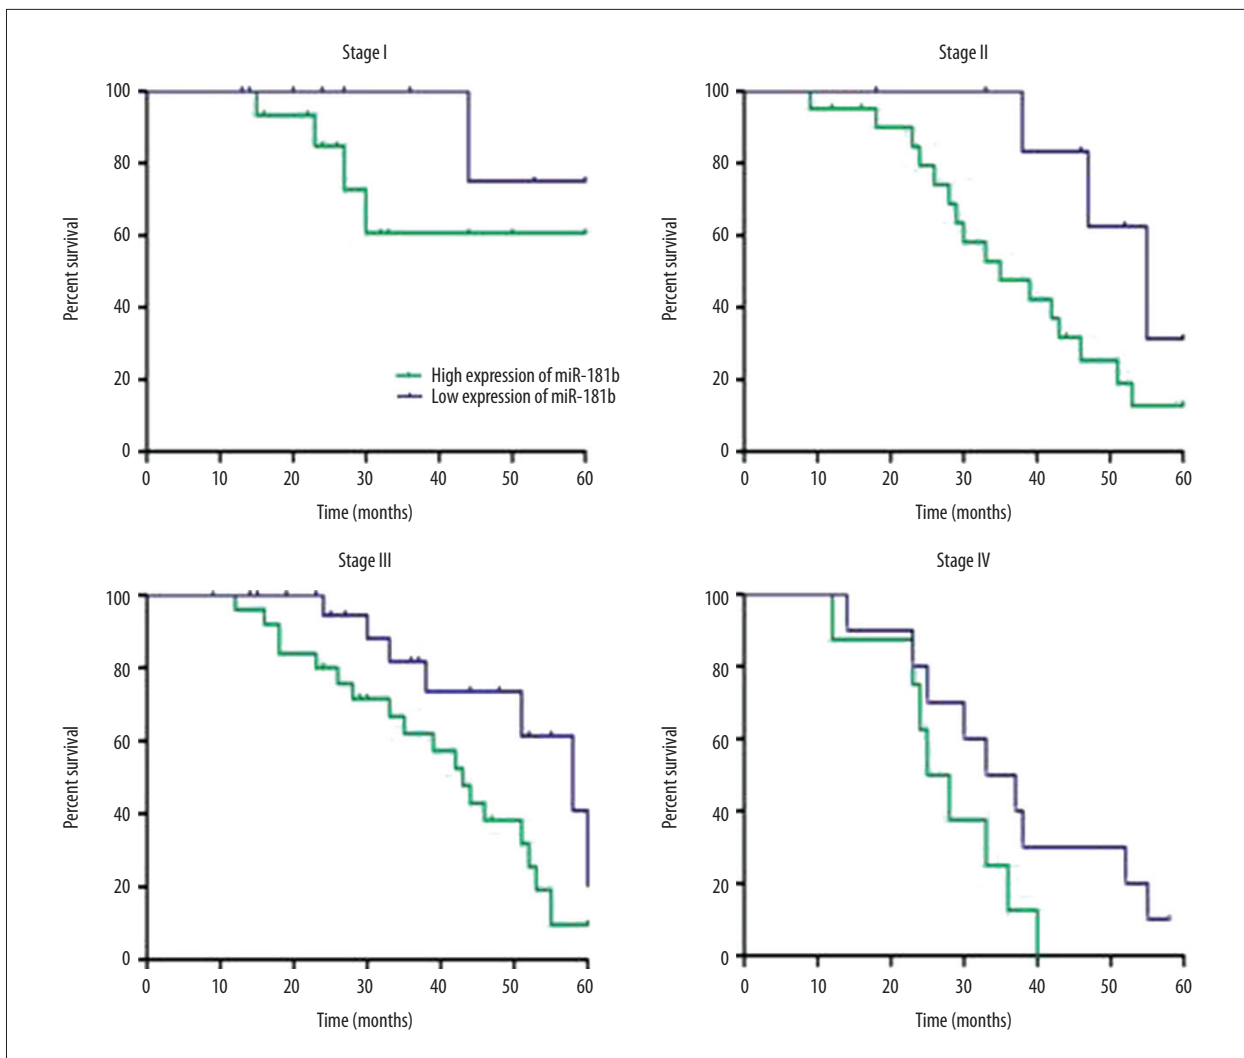 Stage I
100
80
60
40
20
0
Percent survival
High expression of miR-181b
Low expression of miR-181b
0 10 20 30 40 50 60
Time (months)
Stage II
100
80
60
40
20
0
Percent survival
0 10 20 30 40 50 60
Time (months)
Stage III
100
80
60
40
20
0
Percent survival
0 10 20 30 40 50 60
Time (months)
Stage IV
100
80
60
40
20
0
Percent survival
0 10 20 30 40 50 60
Time (months)